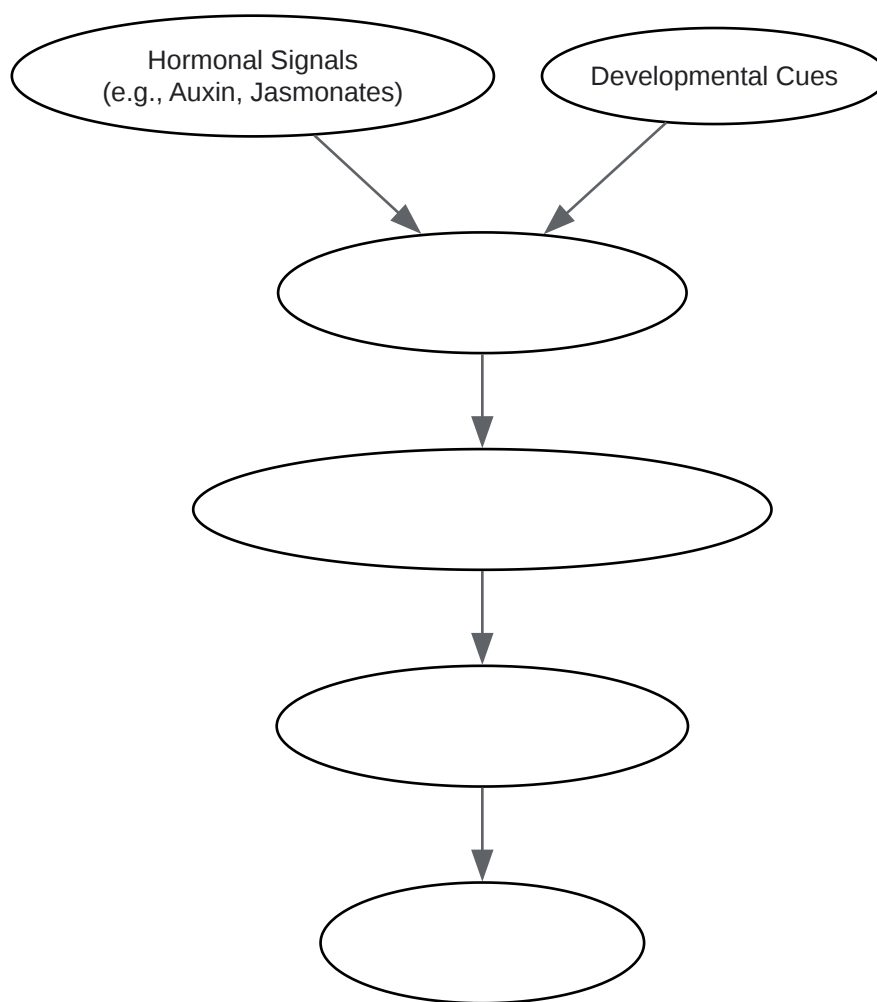 Hormonal Signals
(e.g., Auxin, Jasmonates)
Developmental Cues